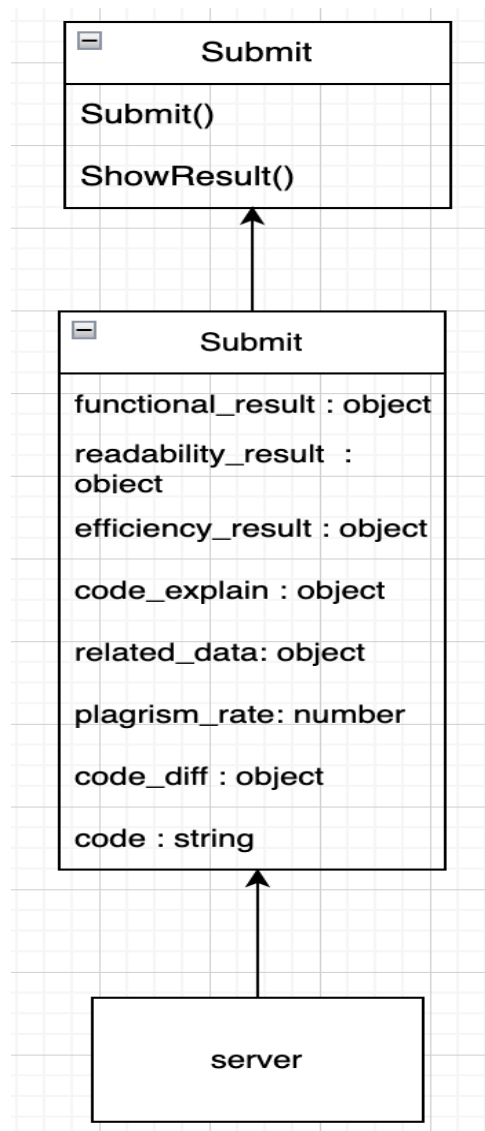 Submit
Submit()
ShowResult()
Submit
functional_result : object
readability_result  :
object
efficiency_result : object
code_explain : object
related_data: object
plagrism_rate: number
code_diff : object
code : string
server